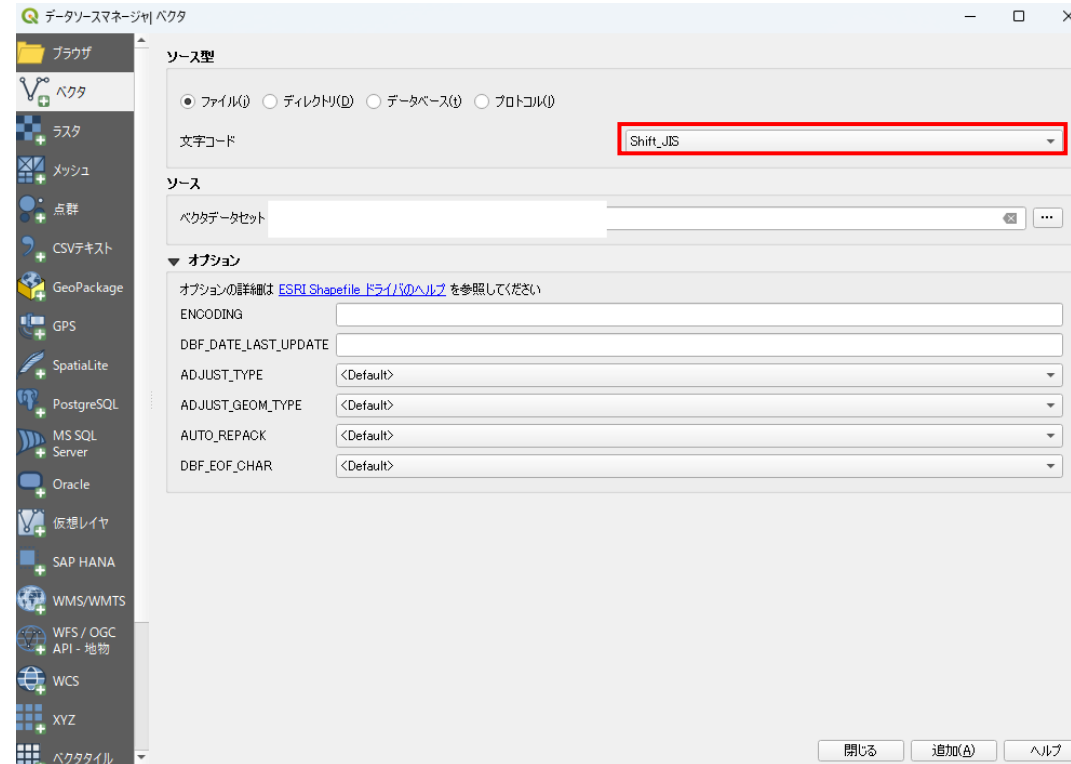 データソースマネージャ| ベクタ
ブラウザ
ベクタ
ラスタ
メッシュ
点群
CSVテキスト
GeoPackage
GPS
SpatiaLite
PostgreSQL
MS SQL
Server
Oracle
仮想レイヤ
SAP HANA
WMS/WMTS
WFS / OGC
API - 地物
WCS
XYZ
ベクタタイル
ソース型
ファイル(i) ディレクトリ(D) データベース(t) プロトコル(l)
文字コード Shift_JIS
ソース
ベクタデータセット ...
▼ オプション
オプションの詳細は ESRI Shapefile ドライバのヘルプ を参照してください
ENCODING
DBF_DATE_LAST_UPDATE
ADJUST_TYPE <Default>
ADJUST_GEOM_TYPE <Default>
AUTO_REPACK <Default>
DBF_EOF_CHAR <Default>
閉じる 追加(A) ヘルプ